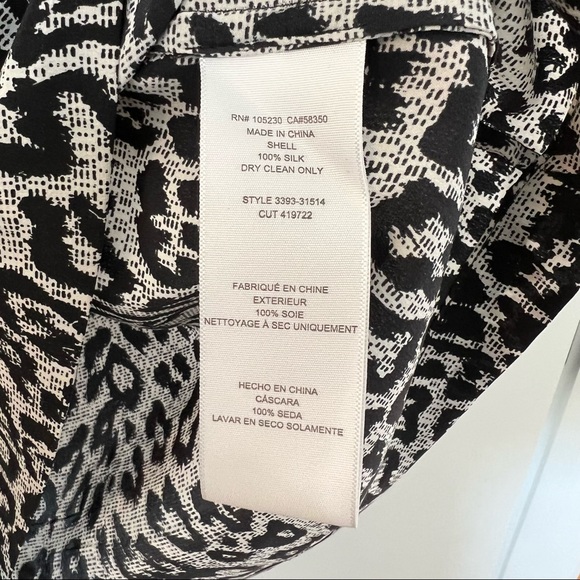 RN# 105230 CA#58350
MADE IN CHINA
SHELL
100% SILK
DRY CLEAN ONLY
STYLE 3393-31514
CUT 419722
FABRIQUÉ EN CHINE
EXTERIEUR
100% SOIE
NETTOYAGE À SEC UNIQUEMENT
HECHO EN CHINA
CÁSCARA
100% SEDA
LAVAR EN SECO SOLAMENTE